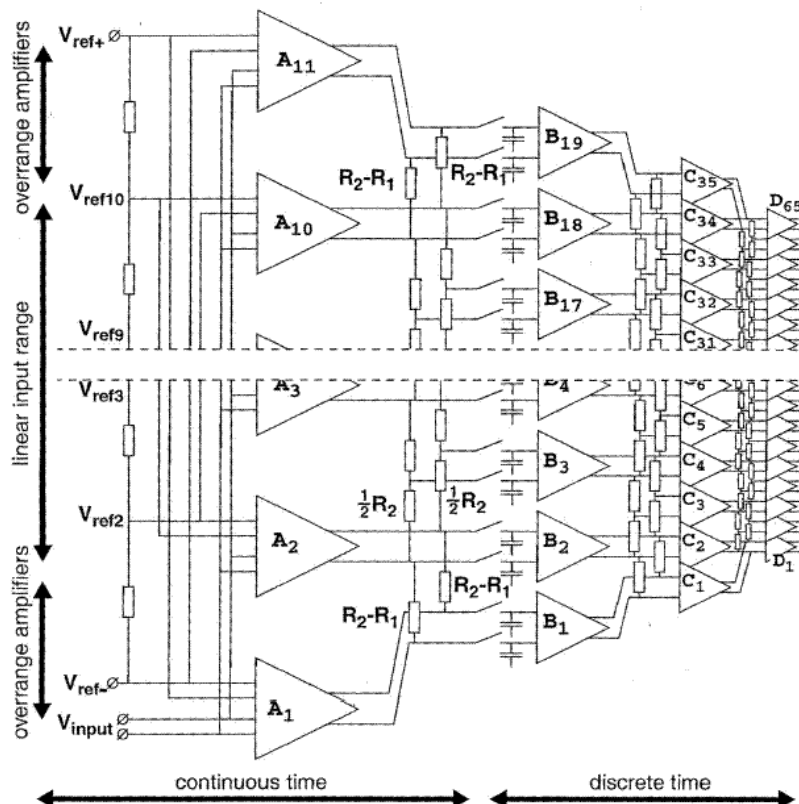 overrange amplifiers
linear input range
overrange amplifiers
Vref+
Vref10
Vref9
Vref3
Vref2
Vref-
Vinput
A11
A10
A3
A2
A1
R2-R1
R2-R1
½R2
½R2
R2-R1
R2-R1
B19
B18
B17
B4
B3
B2
B1
C35
C34
C33
C32
C31
C6
C5
C4
C3
C2
C1
D65
D1
continuous time
discrete time